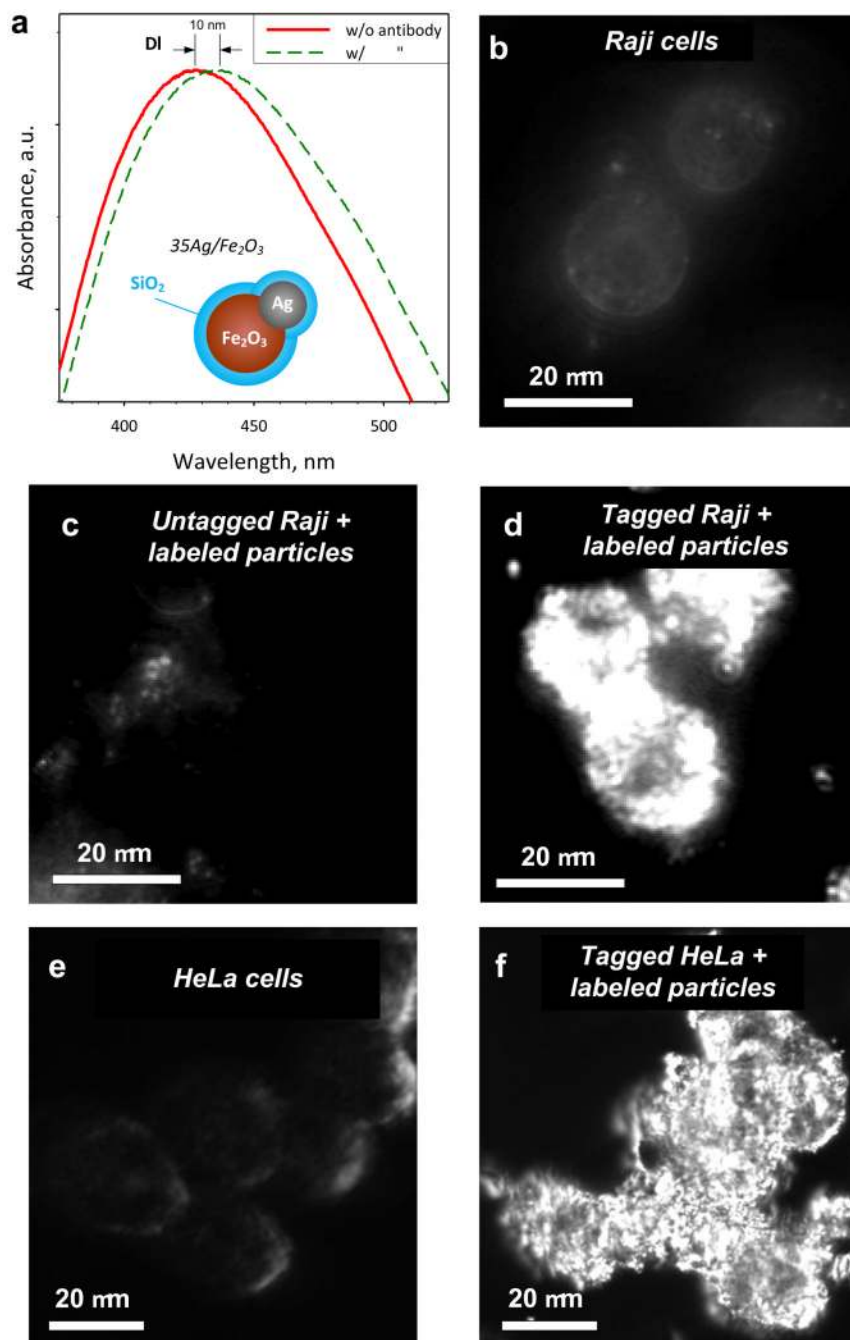 a
10 nm
Dl
w/o antibody
w/ "
Absorbance, a.u.
35Ag/Fe₂O₃
SiO₂
Ag
Fe₂O₃
400 450 500
Wavelength, nm
b
Raji cells
20 mm
c
Untagged Raji +
labeled particles
20 mm
d
Tagged Raji +
labeled particles
20 mm
e
HeLa cells
20 mm
f
Tagged HeLa +
labeled particles
20 mm